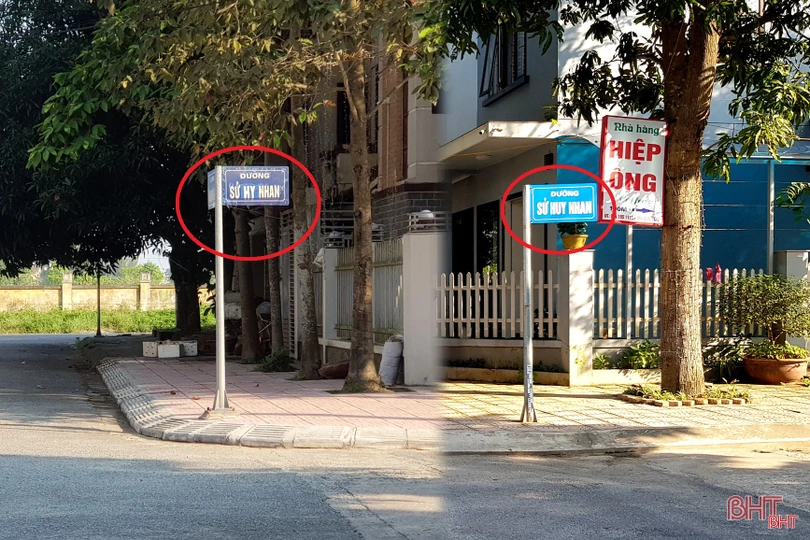 ĐƯỜNG
SỬ HY NHAN
ĐƯỜNG
SỬ HUY NHAN
Nhà hàng
HIỆP
ÔNG
BHT
BHT